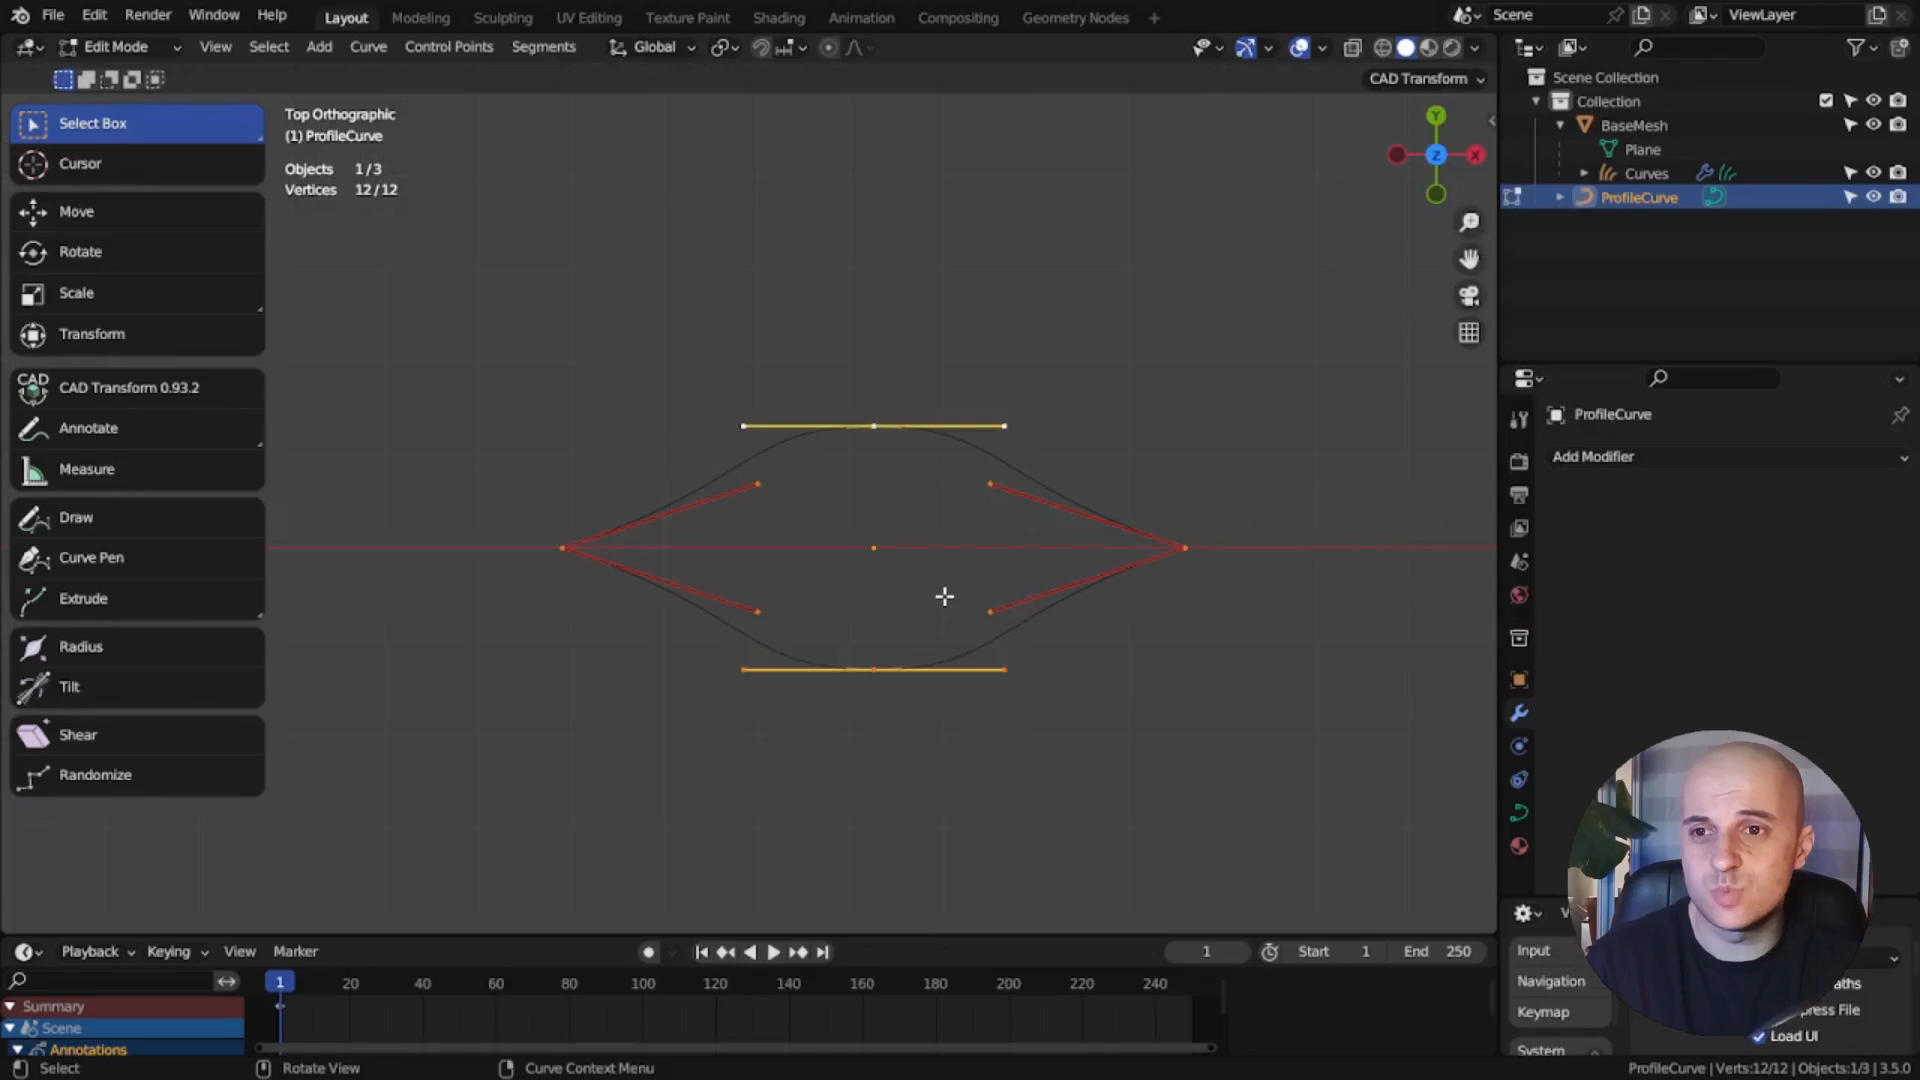 File Edit Render Window Help Layout Modeling Sculpting UV Editing Texture Paint Shading Animation Compositing Geometry Nodes + Scene ViewLayer
Edit Mode View Select Add Curve Control Points Segments Global
CAD Transform
Scene Collection
Collection
BaseMesh
Plane
Curves
ProfileCurve
Select Box
Cursor
Move
Rotate
Scale
Transform
CAD
CAD Transform 0.93.2
Annotate
Measure
Draw
Curve Pen
Extrude
Radius
Tilt
Shear
Randomize
Top Orthographic
(1) ProfileCurve
Objects 1/3
Vertices 12/12
Y
Z
X
ProfileCurve
Add Modifier
Playback Keying View Marker 1 Start 1 End 250
1 20 40 60 80 100 120 140 160 180 200 220 240
Summary
Scene
Annotations
Input
Navigation
Keymap
System
Load UI
Select Rotate View Curve Context Menu ProfileCurve | Verts:12/12 | Objects:1/3 | 3.5.0